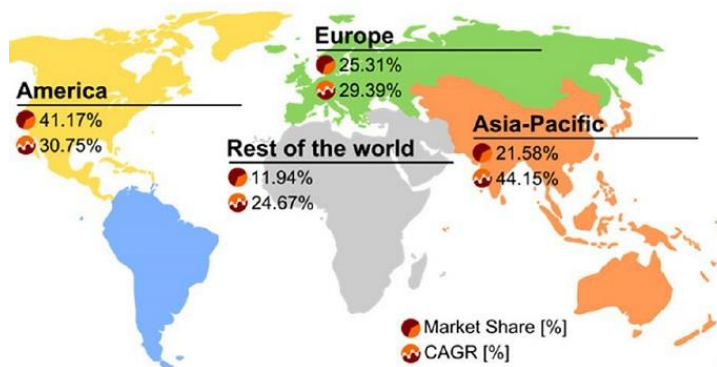 Europe
25.31%
29.39%
America
41.17%
30.75%
Asia-Pacific
21.58%
44.15%
Rest of the world
11.94%
24.67%
Market Share [%]
CAGR [%]